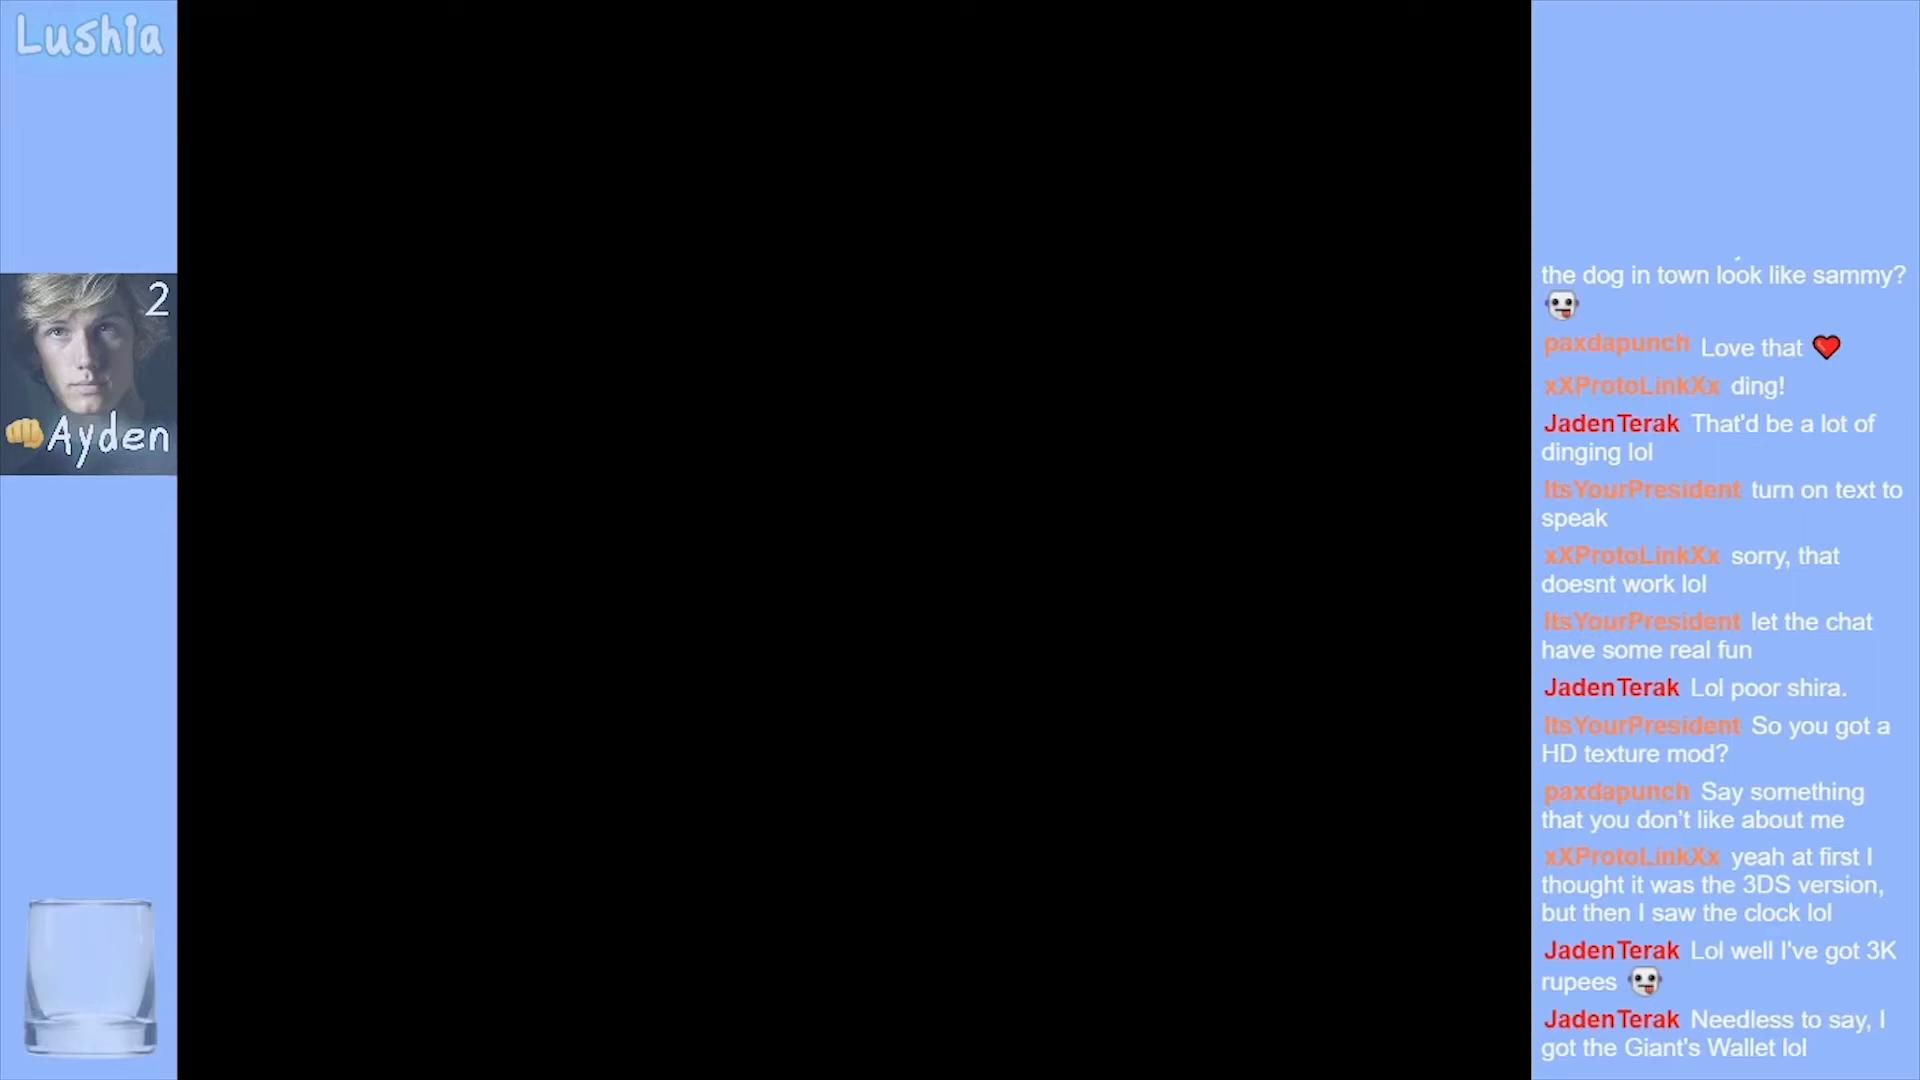 Lushia
2
Ayden
the dog in town look like sammy?
paxdapunch Love that
xXProtoLinkXx ding!
JadenTerak That'd be a lot of
dinging lol
ItsYourPresident turn on text to
speak
xXProtoLinkXx sorry, that
doesnt work lol
ItsYourPresident let the chat
have some real fun
JadenTerak Lol poor shira.
ItsYourPresident So you got a
HD texture mod?
paxdapunch Say something
that you don't like about me
xXProtoLinkXx yeah at first I
thought it was the 3DS version,
but then I saw the clock lol
JadenTerak Lol well I've got 3K
rupees
JadenTerak Needless to say, I
got the Giant's Wallet lol